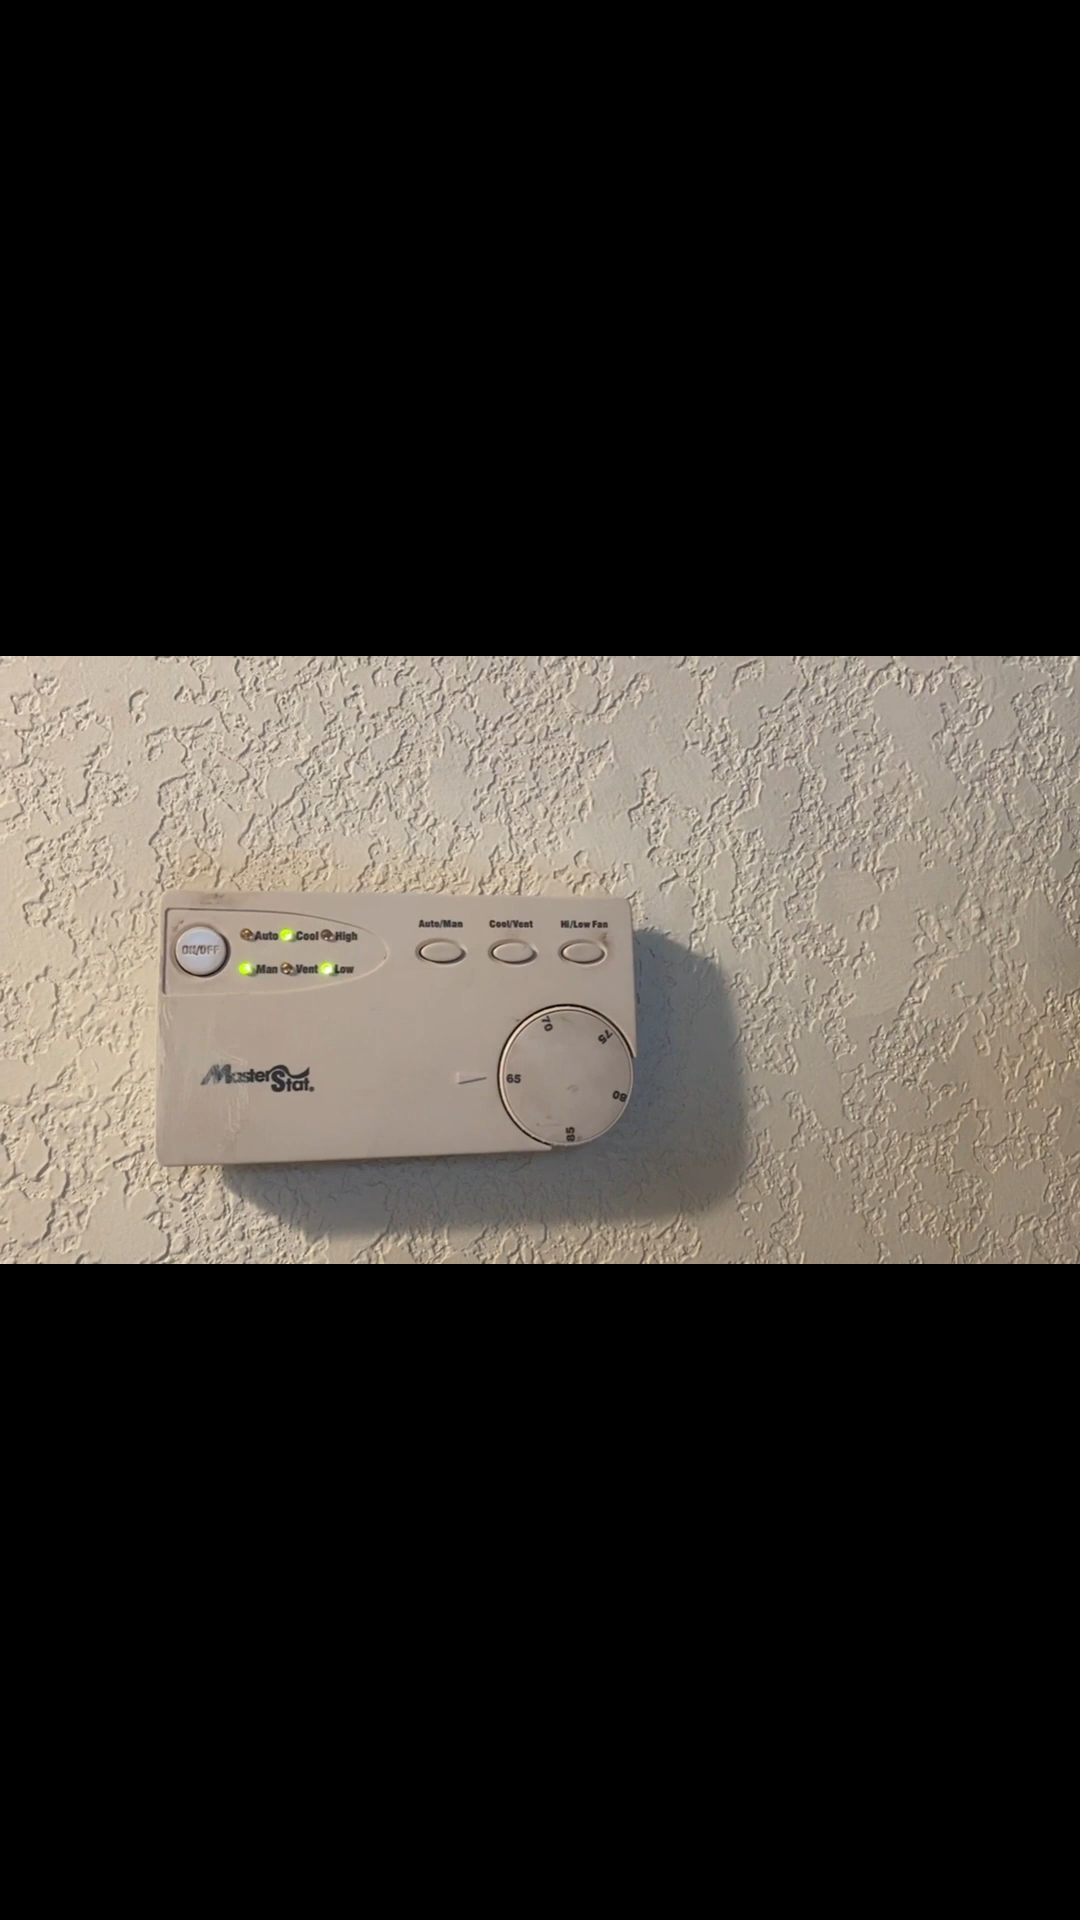 ON/OFF
Auto Cool High
Man Vent Low
Auto/Man Cool/Vent Hi/Low Fan
MasterStat.
65 70 75 80 85